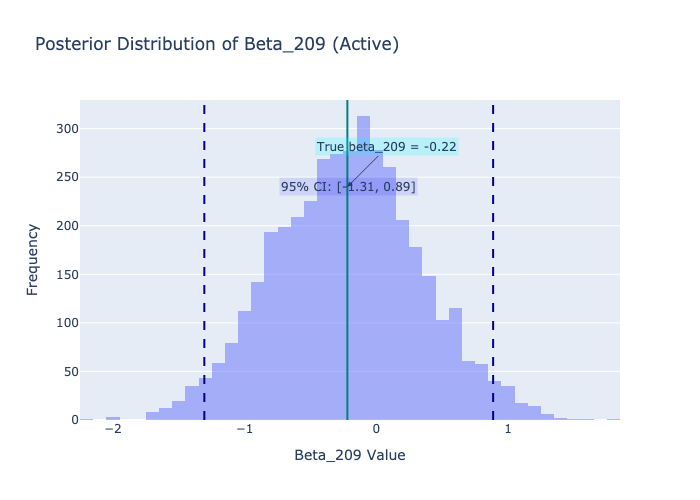 Posterior Distribution of Beta_209 (Active)
300
250
200
150
100
50
0
Frequency
True beta_209 = -0.22
95% CI: [-1.31, 0.89]
−2
−1
0
1
Beta_209 Value